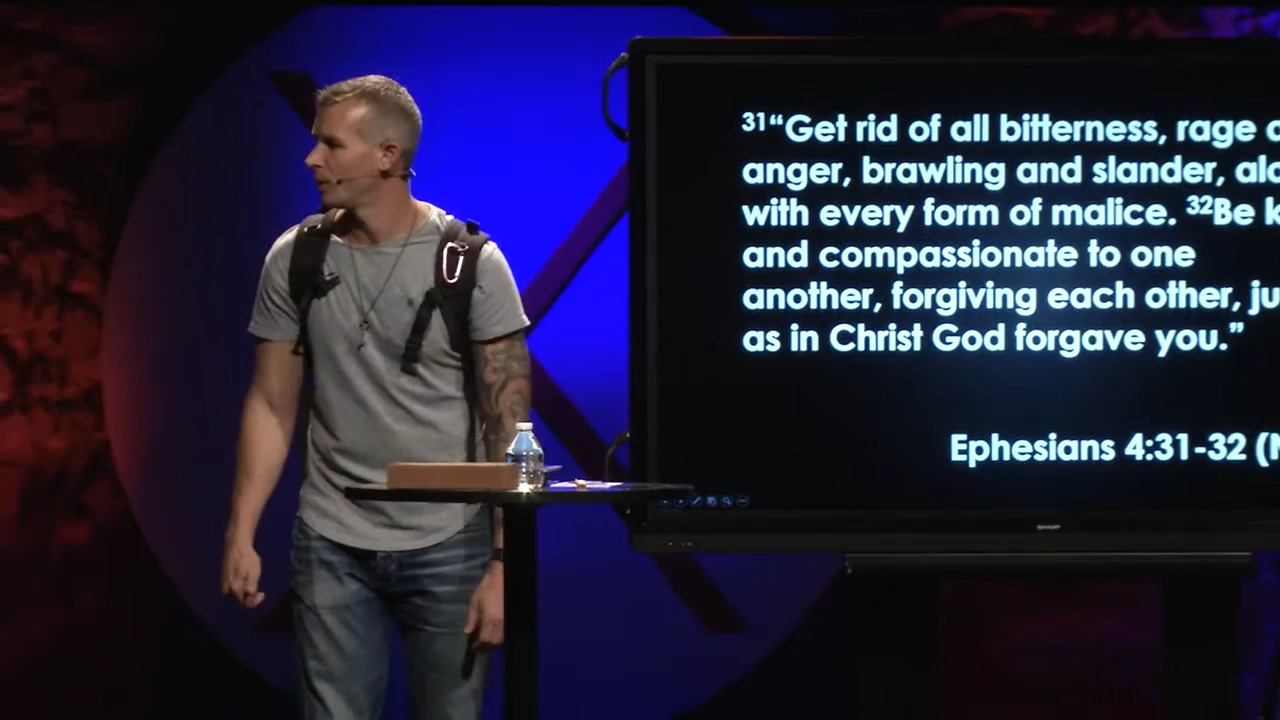 ³¹“Get rid of all bitterness, rage
anger, brawling and slander,
with every form of malice. ³²Be
and compassionate to one
another, forgiving each other,
as in Christ God forgave you.”
Ephesians 4:31-32
SHARP